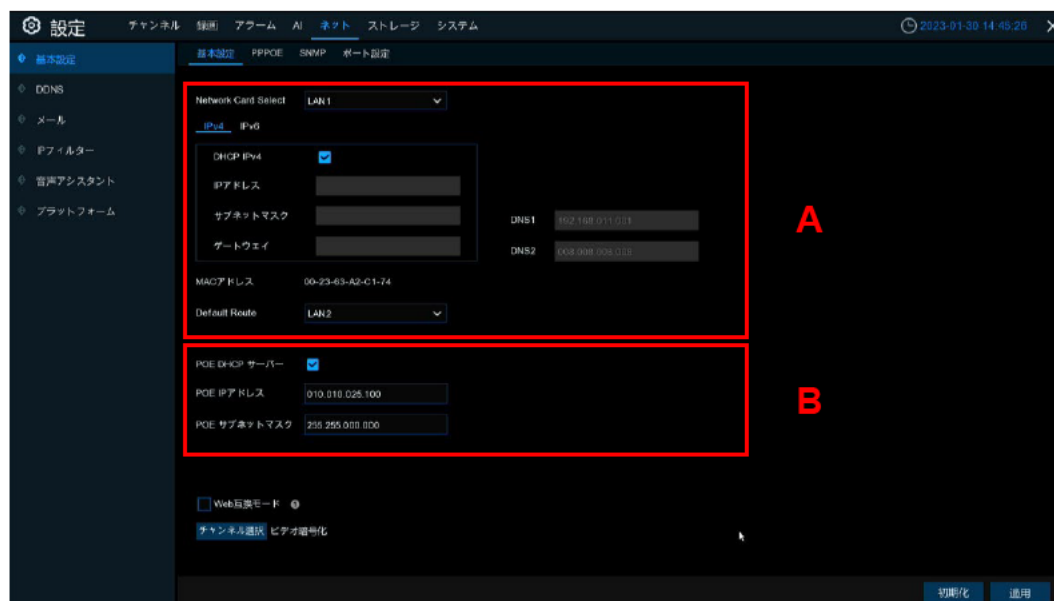 設定 チャンネル 録画 アラーム AI ネット ストレージ システム 2023-01-30 14:45:26
基本設定 基本設定 PPPOE SNMP ポート設定
DDNS
メール
IPフィルター
音声アシスタント
プラットフォーム
Network Card Select LAN1
IPv4 IPv6
DHCP IPv4
IPアドレス
サブネットマスク
ゲートウェイ
DNS1
DNS2
MACアドレス 00-23-63-A2-C1-74
Default Route LAN2
A
POE DHCP サーバー
POE IPアドレス 010.010.025.100
POE サブネットマスク 255.255.000.000
B
Web互換モード
チャンネル選択 ビデオ暗号化
初期化 適用